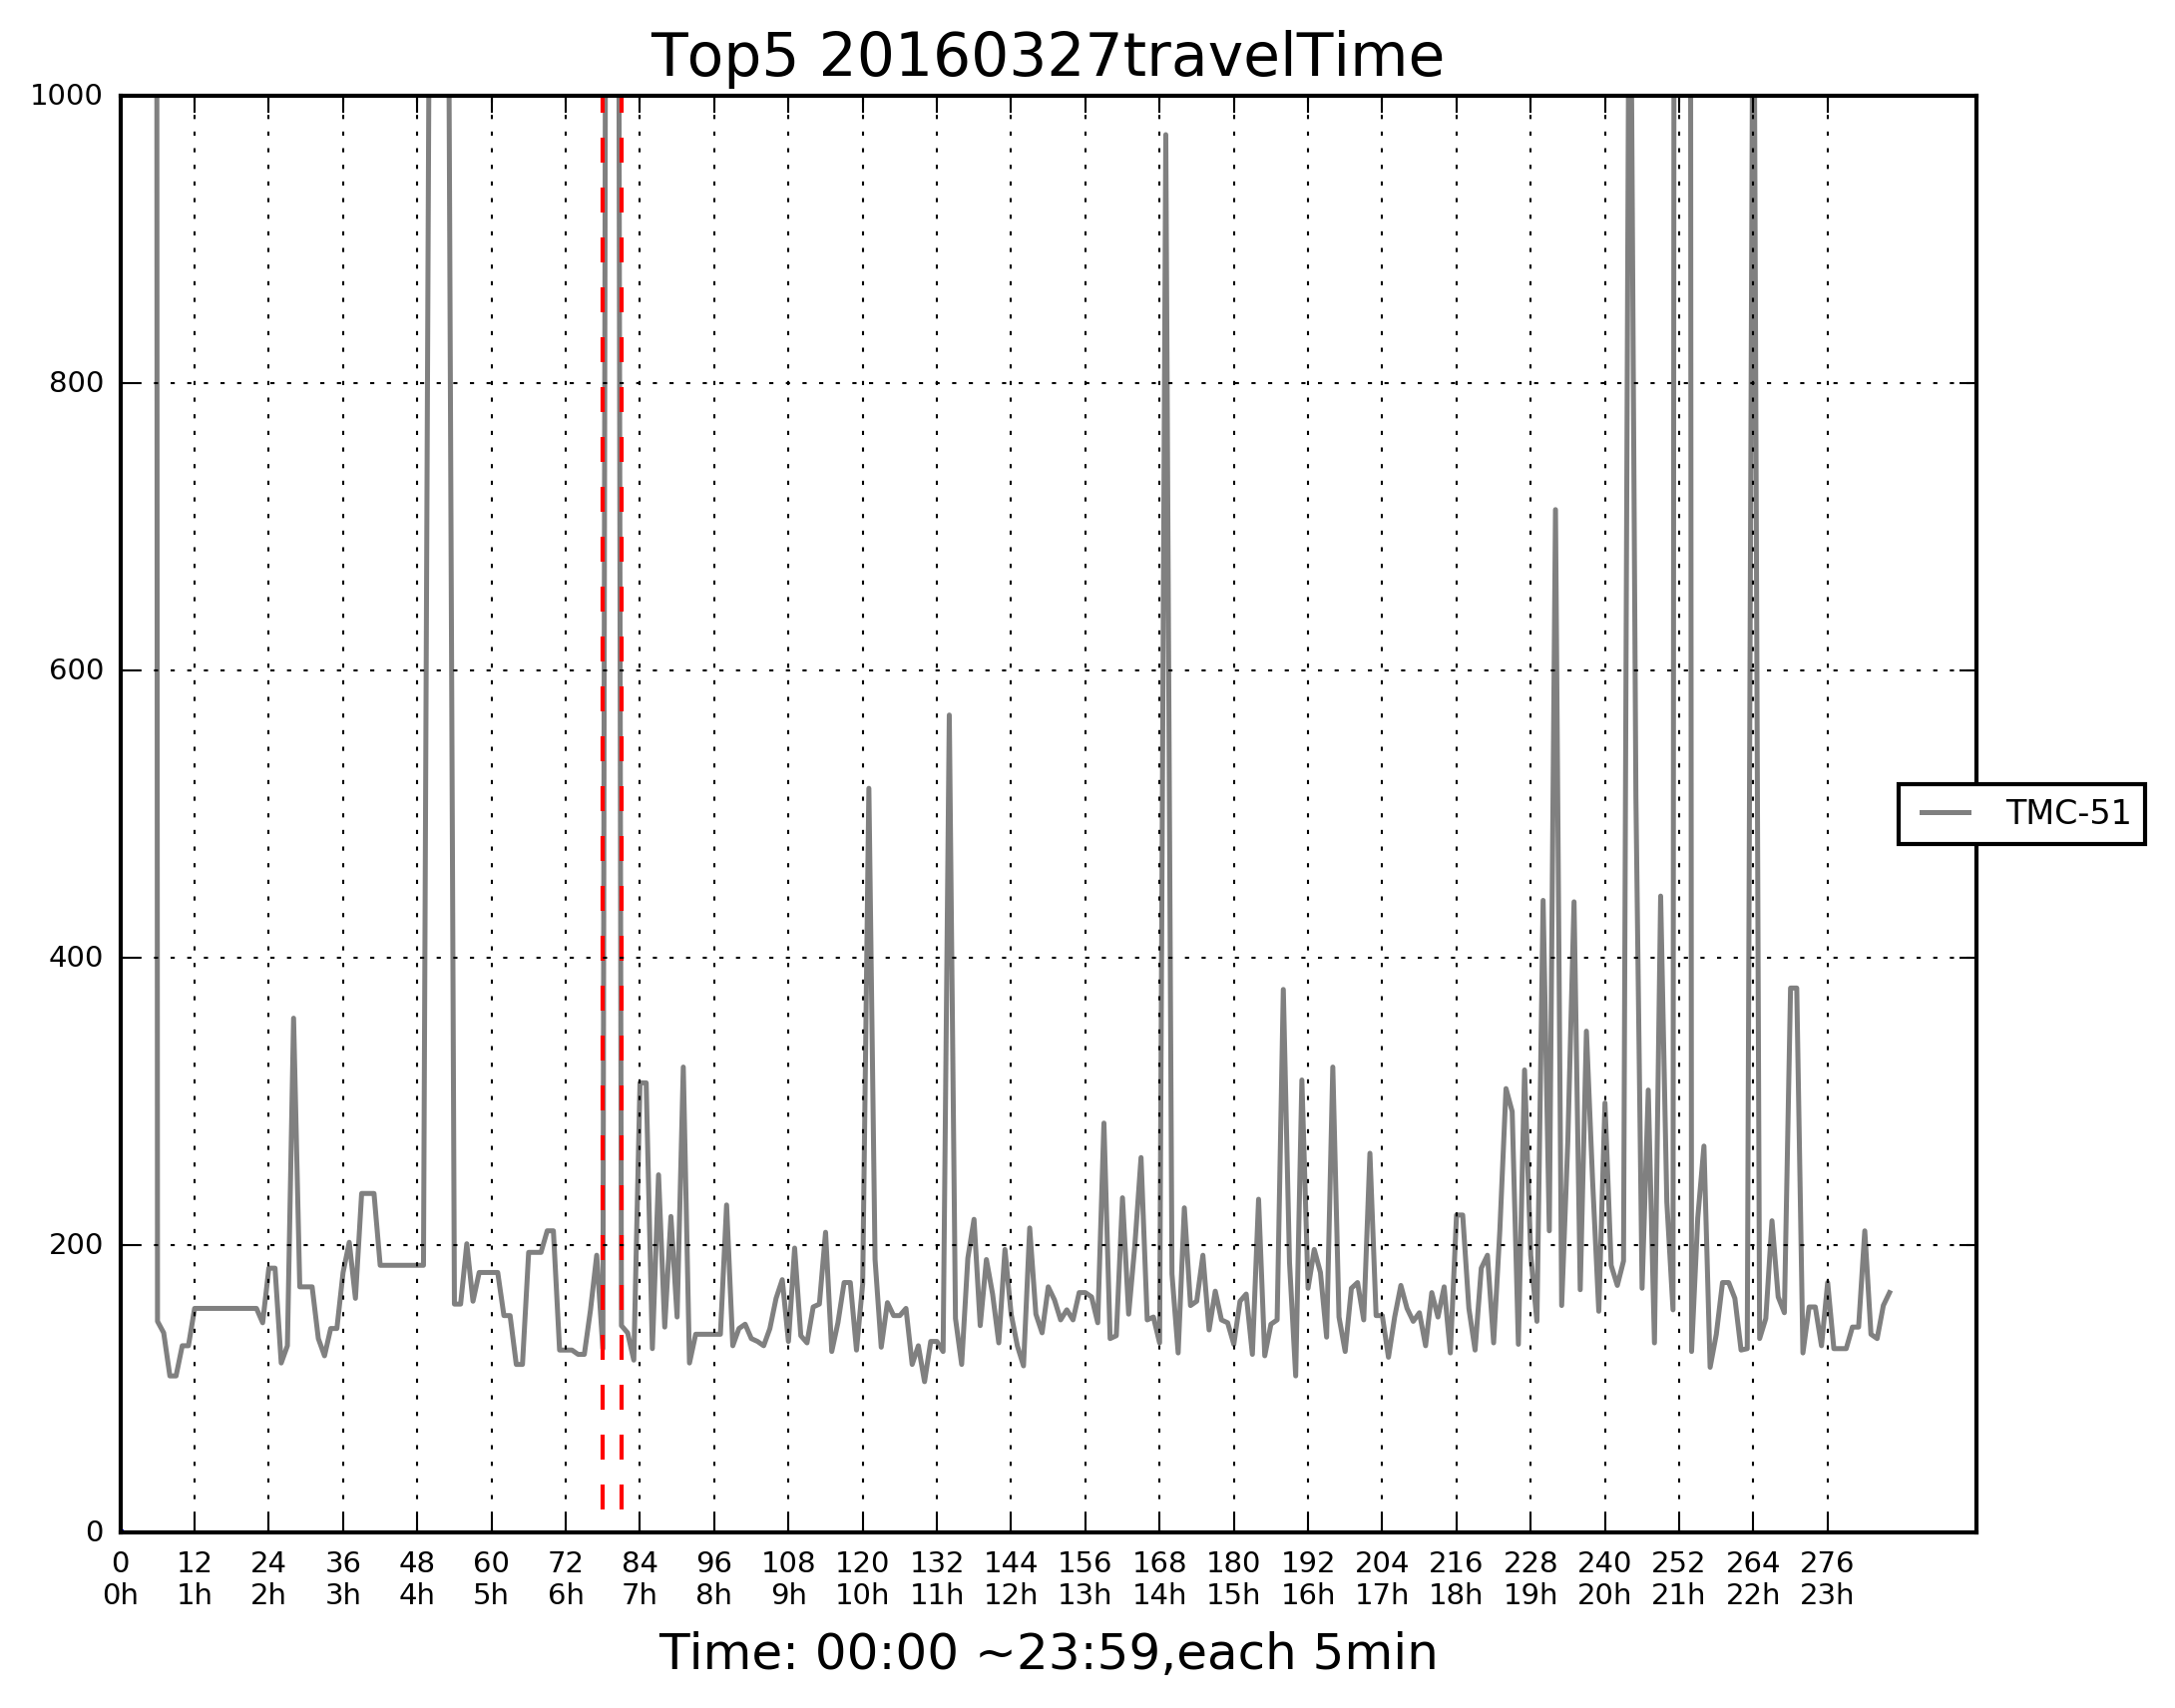 Top5 20160327travelTime
1000
800
600
400
200
0
TMC-51
0 12 24 36 48 60 72 84 96 108 120 132 144 156 168 180 192 204 216 228 240 252 264 276
0h 1h 2h 3h 4h 5h 6h 7h 8h 9h 10h 11h 12h 13h 14h 15h 16h 17h 18h 19h 20h 21h 22h 23h
Time: 00:00 ~23:59,each 5min